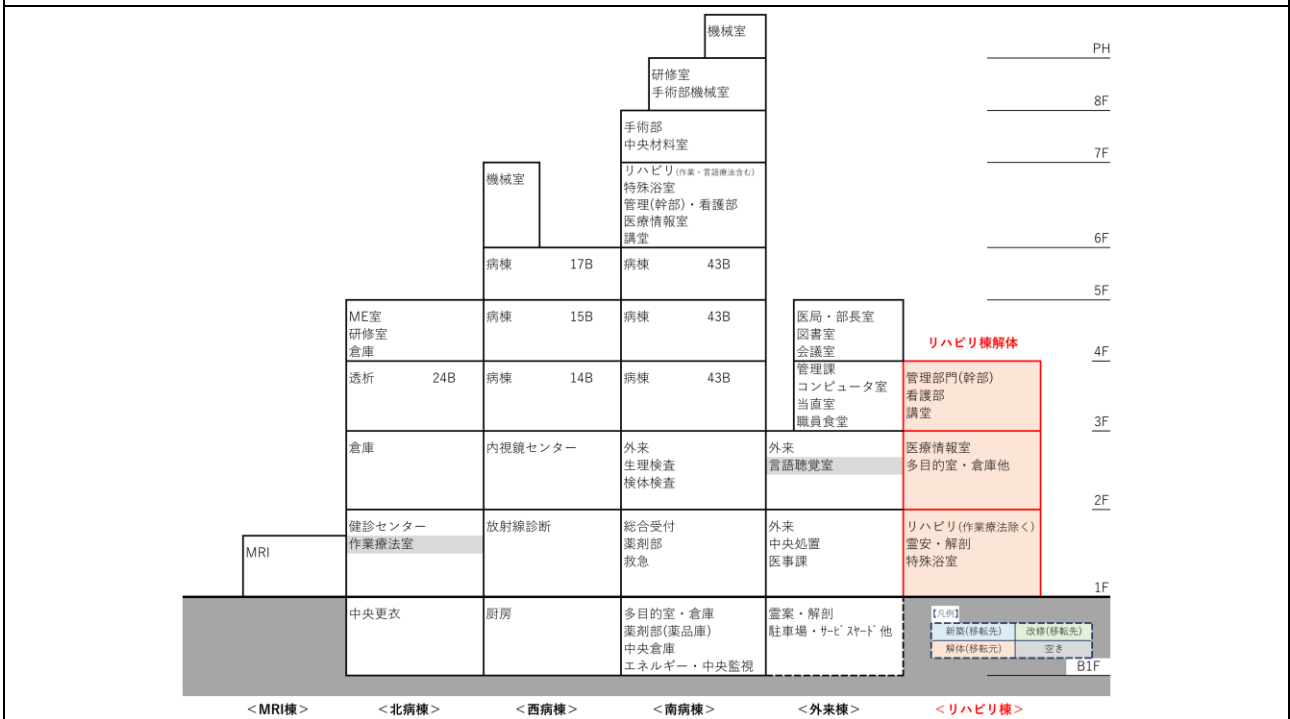 機械室
PH
研修室
手術部機械室
8F
手術部
中央材料室
7F
機械室
リハビリ(作業・言語療法含む)
特殊浴室
管理(幹部)・看護部
医療情報室
講堂
6F
病棟 17B
病棟 43B
5F
ME室
研修室
倉庫
病棟 15B
病棟 43B
医局・部長室
図書室
会議室
リハビリ棟解体
4F
透析 24B
病棟 14B
病棟 43B
管理課
コンピュータ室
当直室
職員食堂
管理部門(幹部)
看護部
講堂
3F
倉庫
内視鏡センター
外来
生理検査
検体検査
外来
言語聴覚室
医療情報室
多目的室・倉庫他
2F
MRI
健診センター
作業療法室
放射線診断
総合受付
薬剤部
救急
外来
中央処置
医事課
リハビリ(作業療法除く)
霊安・解剖
特殊浴室
1F
中央更衣
厨房
多目的室・倉庫
薬剤部(薬品庫)
中央倉庫
エネルギー・中央監視
霊案・解剖
駐車場・サービスヤード他
【凡例】
新築(移転先) 改修(移転先)
解体(移転元) 空き
B1F
<MRI棟> <北病棟> <西病棟> <南病棟> <外来棟> <リハビリ棟>